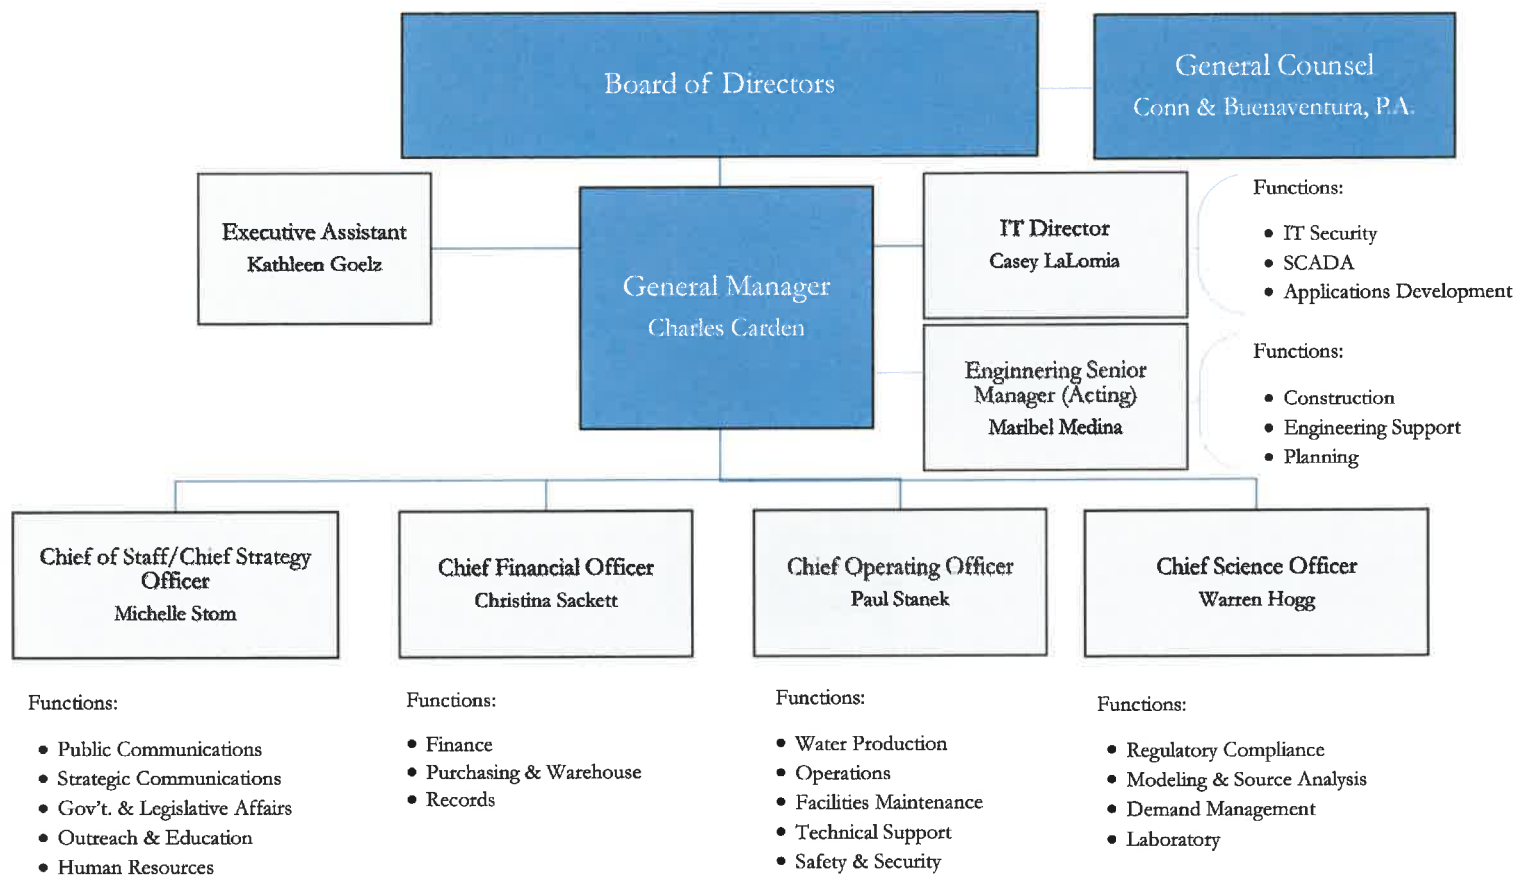 Board of Directors
General Counsel
Conn & Buenaventura, P.A.
Executive Assistant
Kathleen Goelz
General Manager
Charles Carden
IT Director
Casey LaLomia
Functions:
• IT Security
• SCADA
• Applications Development
Enginnering Senior
Manager (Acting)
Maribel Medina
Functions:
• Construction
• Engineering Support
• Planning
Chief of Staff/Chief Strategy
Officer
Michelle Stom
Chief Financial Officer
Christina Sackett
Chief Operating Officer
Paul Stanek
Chief Science Officer
Warren Hogg
Functions:
• Public Communications
• Strategic Communications
• Gov't. & Legislative Affairs
• Outreach & Education
• Human Resources
Functions:
• Finance
• Purchasing & Warehouse
• Records
Functions:
• Water Production
• Operations
• Facilities Maintenance
• Technical Support
• Safety & Security
Functions:
• Regulatory Compliance
• Modeling & Source Analysis
• Demand Management
• Laboratory